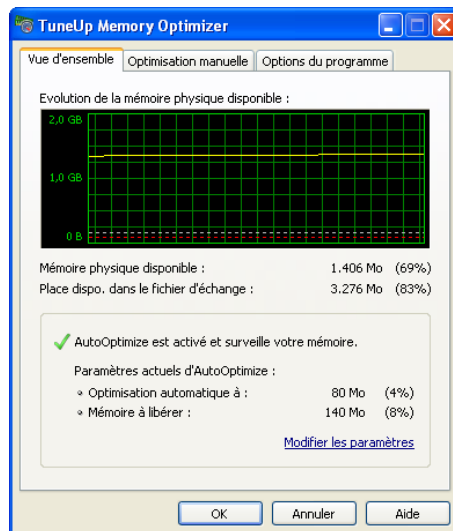 TuneUp Memory Optimizer
Vue d'ensemble Optimisation manuelle Options du programme
Evolution de la mémoire physique disponible :
2,0 GB
1,0 GB
0 B
Mémoire physique disponible : 1.406 Mo (69%)
Place dispo. dans le fichier d'échange : 3.276 Mo (83%)
AutoOptimize est activé et surveille votre mémoire.
Paramètres actuels d'AutoOptimize :
Optimisation automatique à : 80 Mo (4%)
Mémoire à libérer : 140 Mo (8%)
Modifier les paramètres
OK Annuler Aide